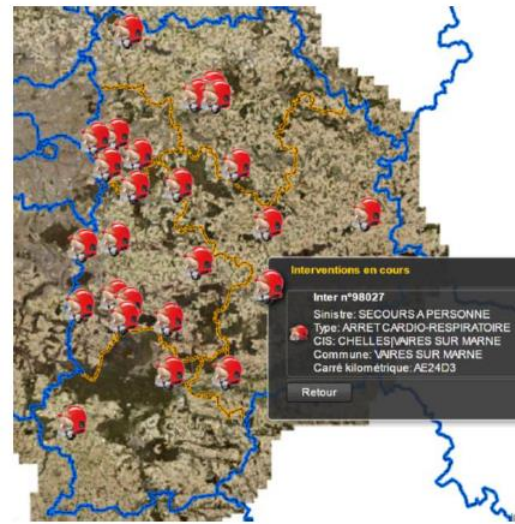 Interventions en cours
Inter n°98027
Sinistre: SECOURS A PERSONNE
Type: ARRET CARDIO-RESPIRATOIRE
CIS: CHELLES|VAIRES SUR MARNE
Commune: VAIRES SUR MARNE
Carré kilométrique: AE24D3
Retour